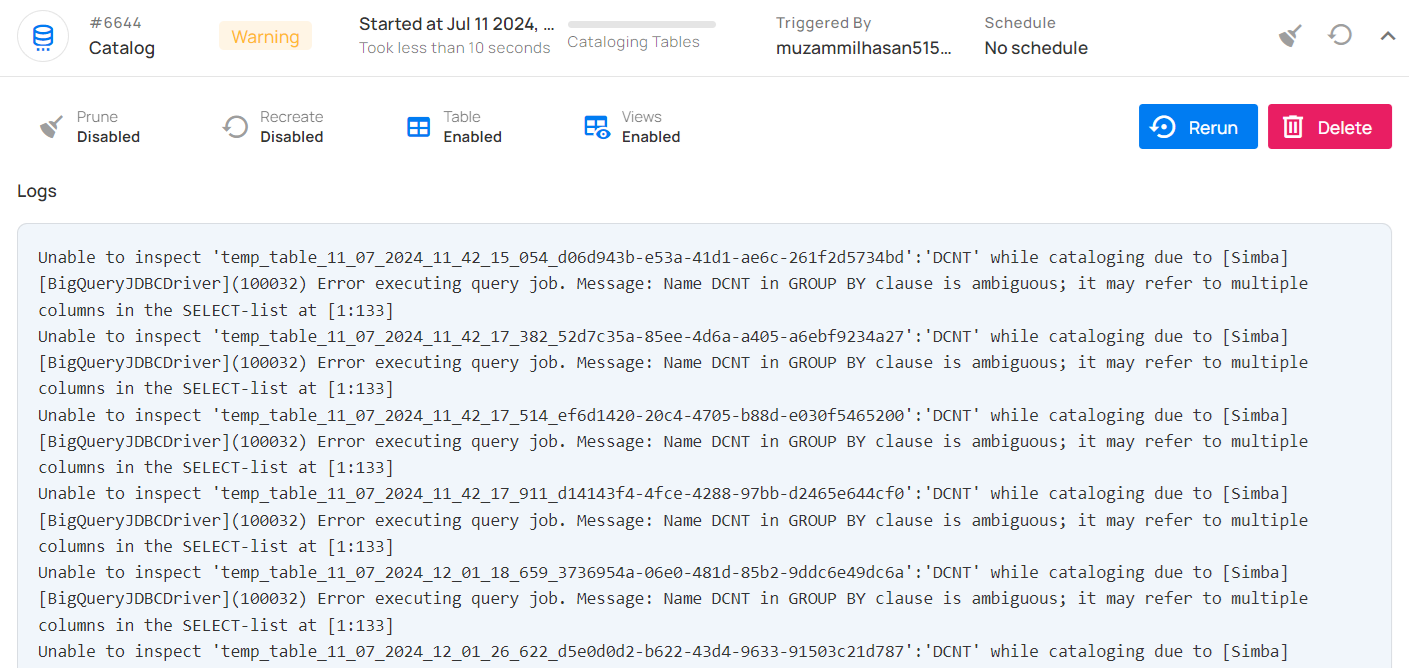 #6644
Catalog
Warning
Started at Jul 11 2024, ...
Took less than 10 seconds
Cataloging Tables
Triggered By
muzammilhasan515...
Schedule
No schedule
Prune
Disabled
Recreate
Disabled
Table
Enabled
Views
Enabled
Rerun
Delete
Logs
Unable to inspect 'temp_table_11_07_2024_11_42_15_054_d06d943b-e53a-41d1-ae6c-261f2d5734bd':'DCNT' while cataloging due to [Simba]
[BigQueryJDBCDriver](100032) Error executing query job. Message: Name DCNT in GROUP BY clause is ambiguous; it may refer to multiple
columns in the SELECT-list at [1:133]
Unable to inspect 'temp_table_11_07_2024_11_42_17_382_52d7c35a-85ee-4d6a-a405-a6ebf9234a27':'DCNT' while cataloging due to [Simba]
[BigQueryJDBCDriver](100032) Error executing query job. Message: Name DCNT in GROUP BY clause is ambiguous; it may refer to multiple
columns in the SELECT-list at [1:133]
Unable to inspect 'temp_table_11_07_2024_11_42_17_514_ef6d1420-20c4-4705-b88d-e030f5465200':'DCNT' while cataloging due to [Simba]
[BigQueryJDBCDriver](100032) Error executing query job. Message: Name DCNT in GROUP BY clause is ambiguous; it may refer to multiple
columns in the SELECT-list at [1:133]
Unable to inspect 'temp_table_11_07_2024_11_42_17_911_d14143f4-4fce-4288-97bb-d2465e644cf0':'DCNT' while cataloging due to [Simba]
[BigQueryJDBCDriver](100032) Error executing query job. Message: Name DCNT in GROUP BY clause is ambiguous; it may refer to multiple
columns in the SELECT-list at [1:133]
Unable to inspect 'temp_table_11_07_2024_12_01_18_659_3736954a-06e0-481d-85b2-9ddc6e49dc6a':'DCNT' while cataloging due to [Simba]
[BigQueryJDBCDriver](100032) Error executing query job. Message: Name DCNT in GROUP BY clause is ambiguous; it may refer to multiple
columns in the SELECT-list at [1:133]
Unable to inspect 'temp_table_11_07_2024_12_01_26_622_d5e0d0d2-b622-43d4-9633-91503c21d787':'DCNT' while cataloging due to [Simba]